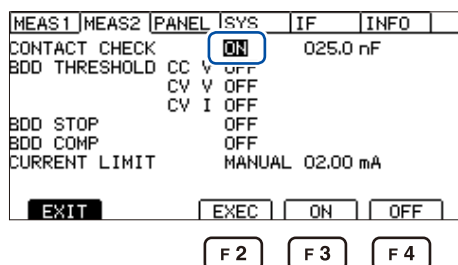 MEAS1 MEAS2 PANEL SYS IF INFO
CONTACT CHECK ON 025.0 nF
BDD THRESHOLD CC V OFF
CV V OFF
CV I OFF
BDD STOP OFF
BDD COMP OFF
CURRENT LIMIT MANUAL 02.00 mA
EXIT EXEC ON OFF
F2 F3 F4